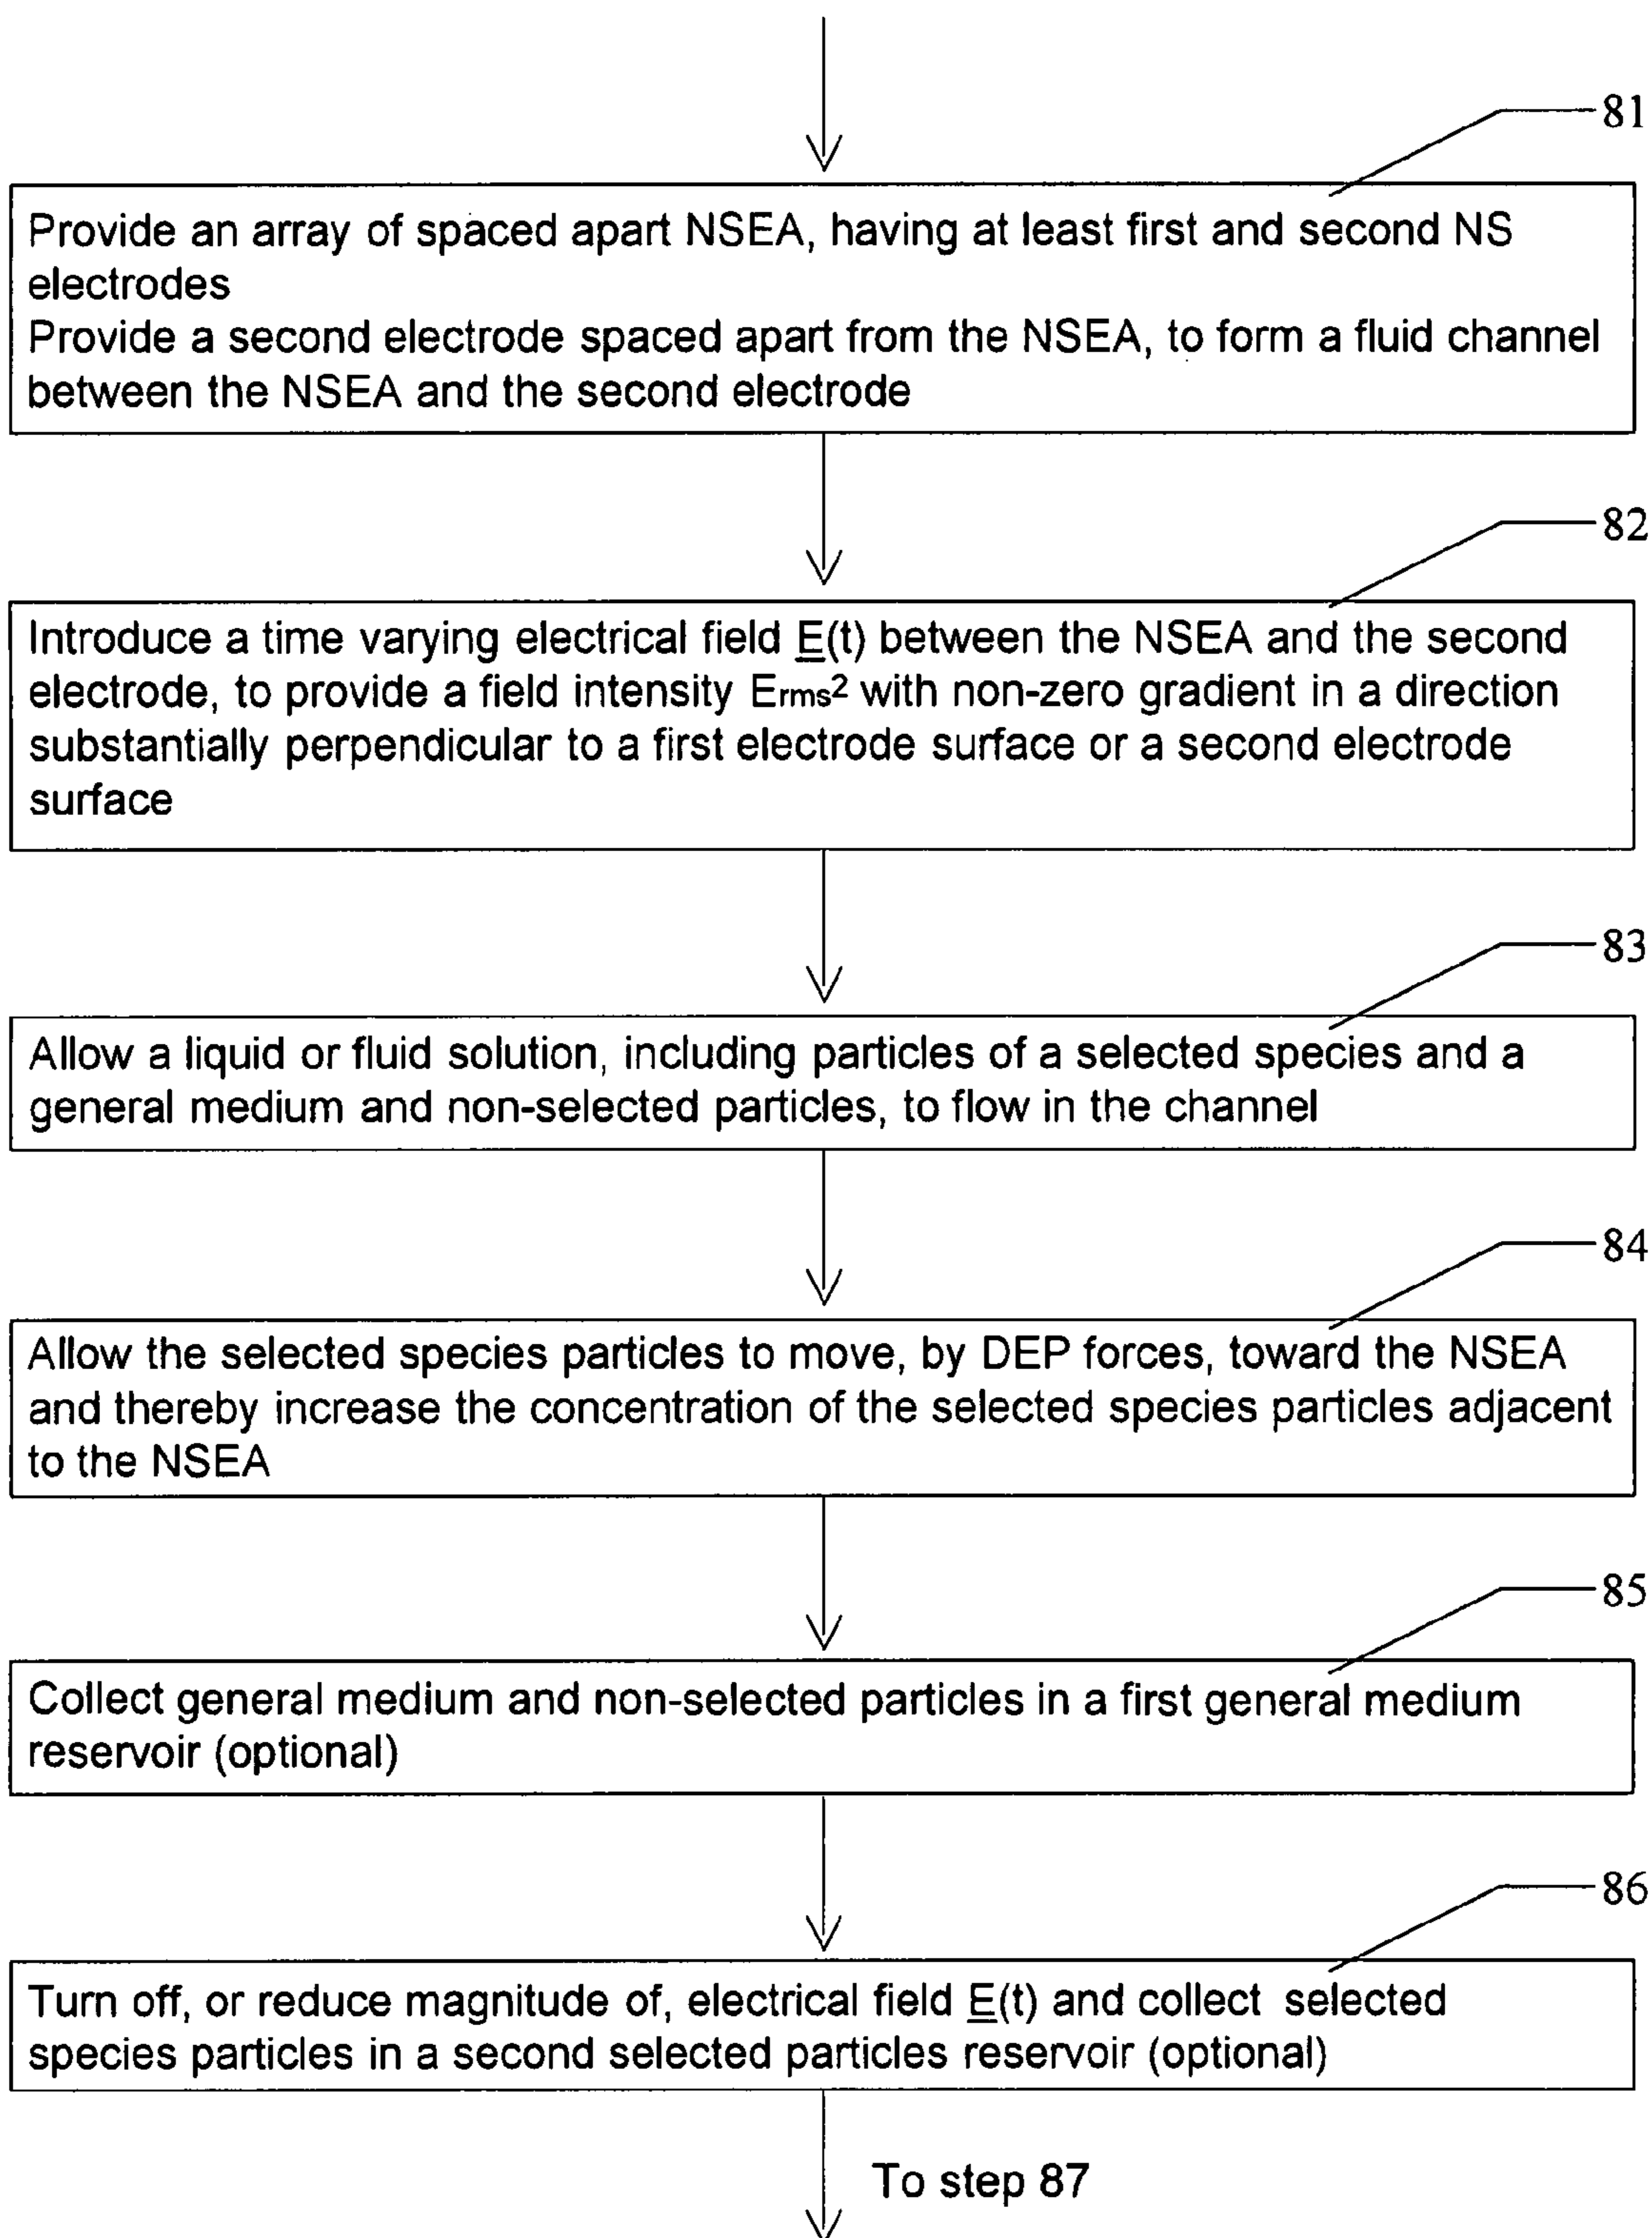 81
Provide an array of spaced apart NSEA, having at least first and second NS
electrodes
Provide a second electrode spaced apart from the NSEA, to form a fluid channel
between the NSEA and the second electrode
82
Introduce a time varying electrical field E(t) between the NSEA and the second
electrode, to provide a field intensity Erms² with non-zero gradient in a direction
substantially perpendicular to a first electrode surface or a second electrode
surface
83
Allow a liquid or fluid solution, including particles of a selected species and a
general medium and non-selected particles, to flow in the channel
84
Allow the selected species particles to move, by DEP forces, toward the NSEA
and thereby increase the concentration of the selected species particles adjacent
to the NSEA
85
Collect general medium and non-selected particles in a first general medium
reservoir (optional)
86
Turn off, or reduce magnitude of, electrical field E(t) and collect selected
species particles in a second selected particles reservoir (optional)
To step 87